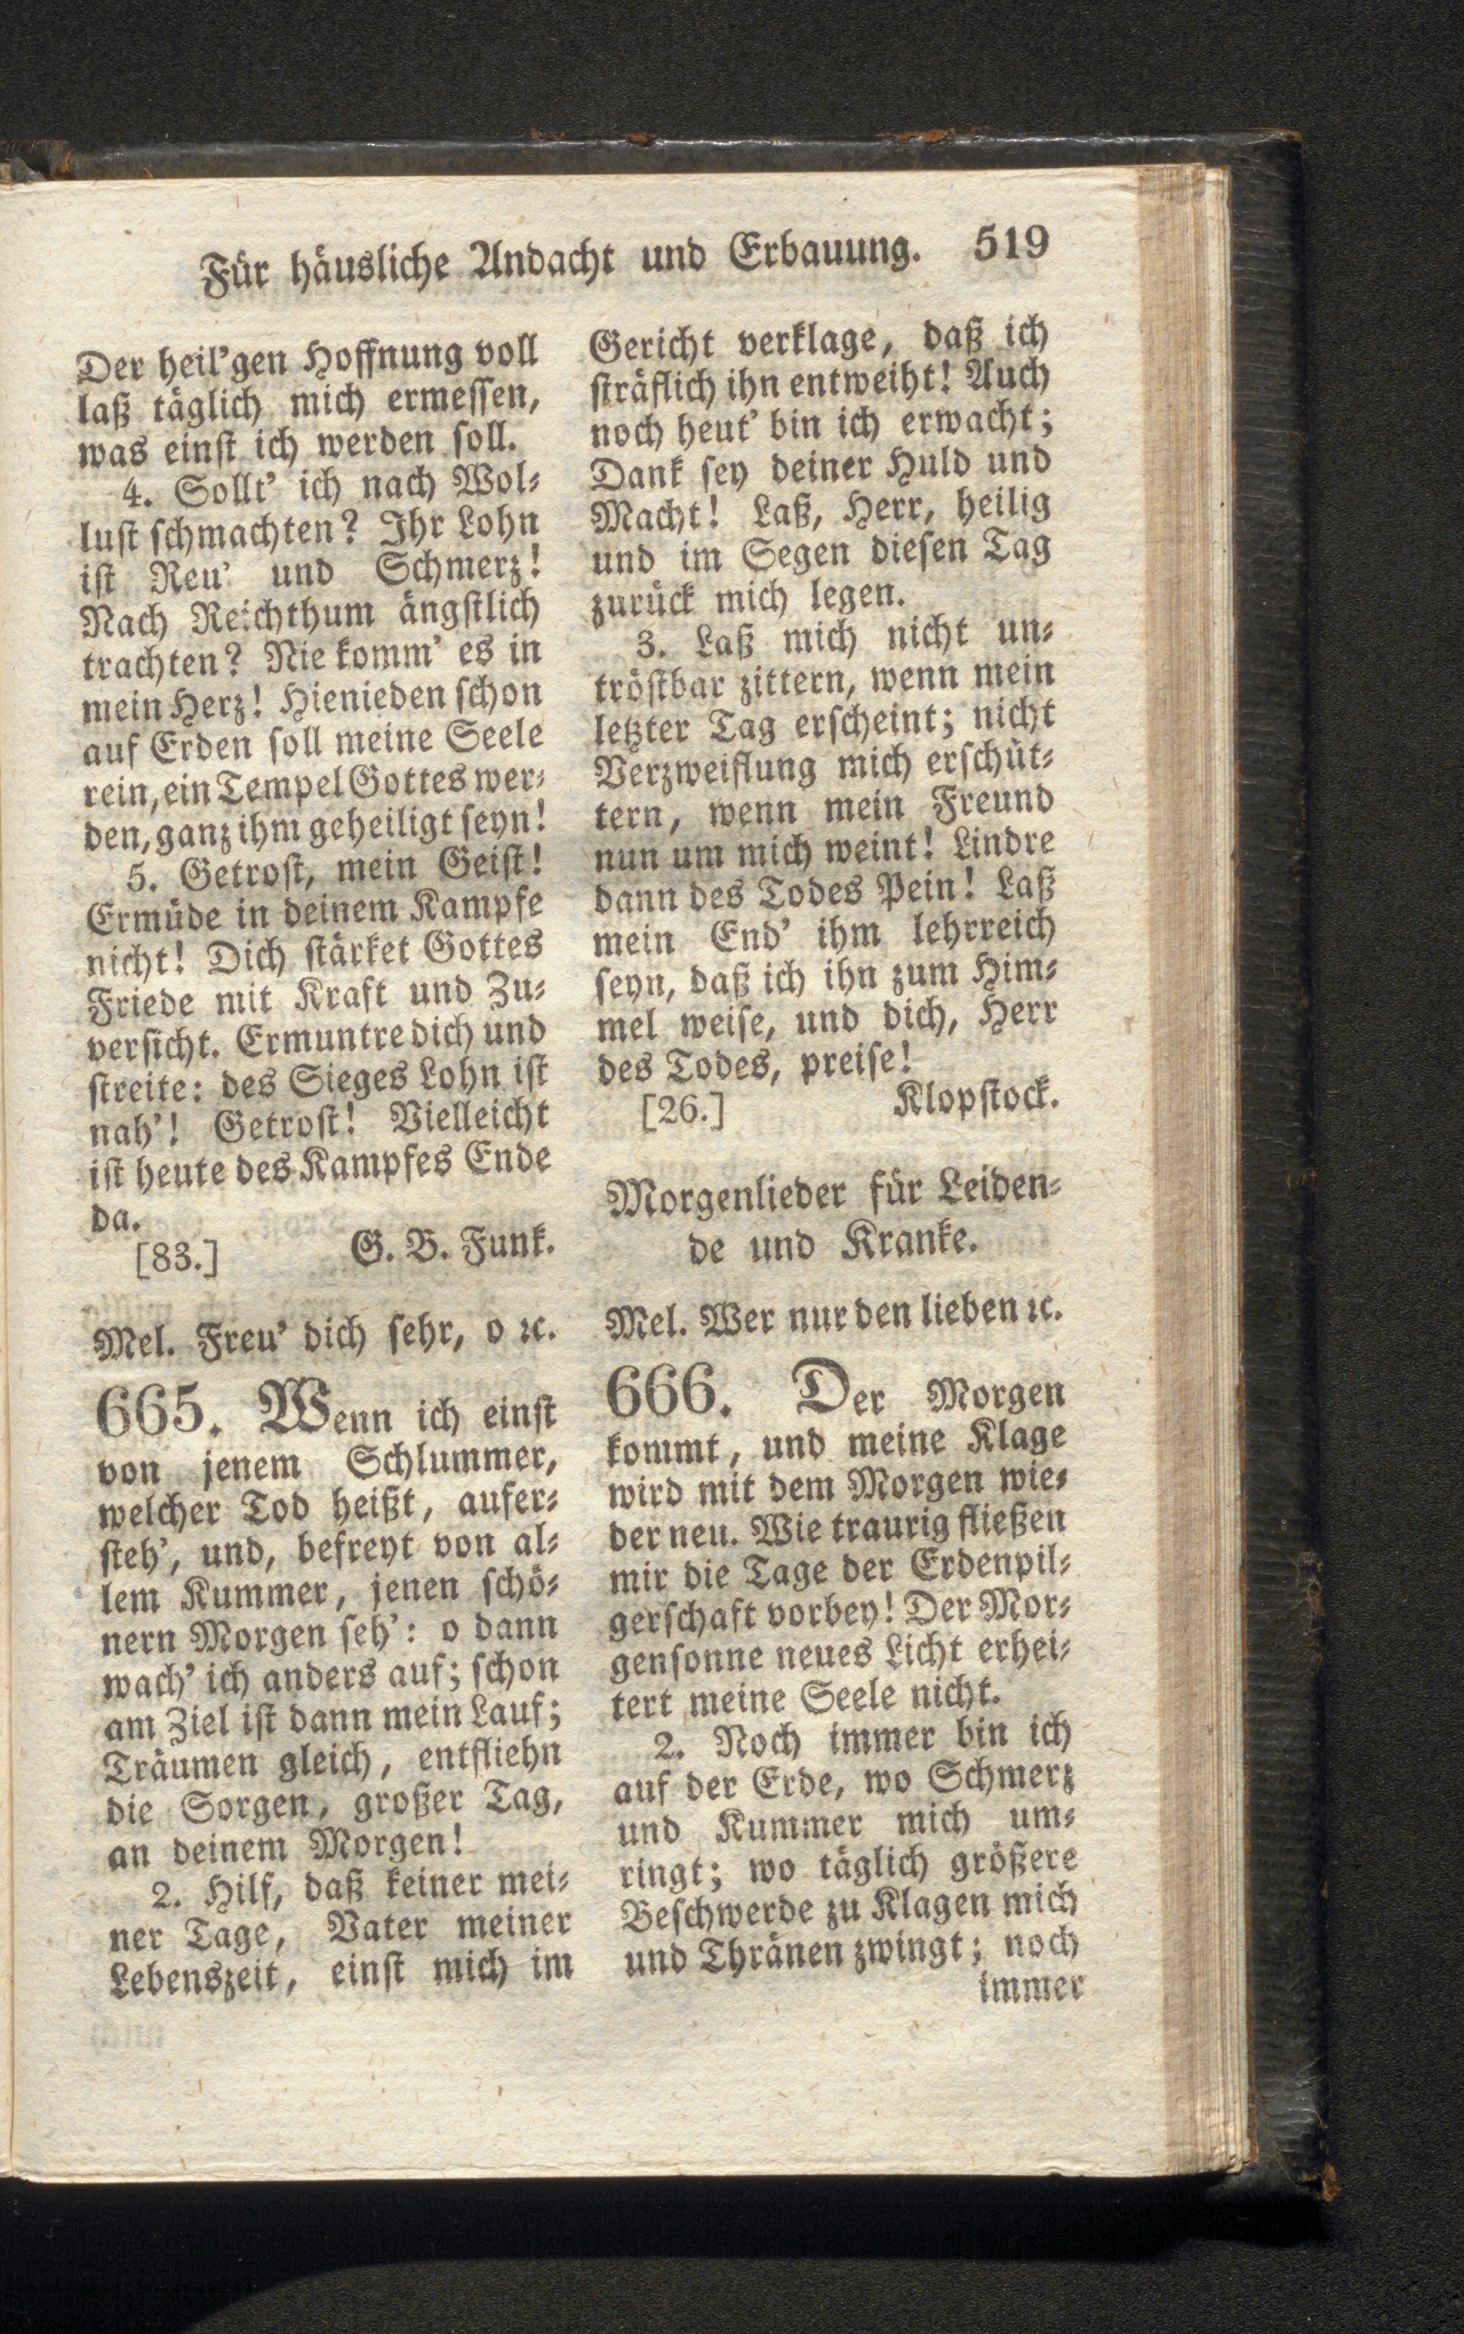 Für häusliche Andacht und Erbauung. 519
Der heil'gen Hoffnung voll
laß täglich mich ermessen,
was einst ich werden soll.
4. Sollt' ich nach Wol-
lust schmachten? Ihr Lohn
ist Reu' und Schmerz!
Nach Reichthum ängstlich
trachten? Nie komm' es in
mein Herz! Hienieden schon
auf Erden soll meine Seele
rein, ein Tempel Gottes wer-
den, ganz ihm geheiligt seyn!
5. Getrost, mein Geist!
Ermüde in deinem Kampfe
nicht! Dich stärket Gottes
Friede mit Kraft und Zu-
versicht. Ermuntre dich und
streite: des Sieges Lohn ist
nah'! Getrost! Vielleicht
ist heute des Kampfes Ende
da.
[83.] G. B. Funk.
Mel. Freu' dich sehr, o ꝛc.
665. Wenn ich einst
von jenem Schlummer,
welcher Tod heißt, aufer-
steh', und, befreyt von al-
lem Kummer, jenen schö-
nern Morgen seh': o dann
wach' ich anders auf; schon
am Ziel ist dann mein Lauf;
Träumen gleich, entfliehn
die Sorgen, großer Tag,
an deinem Morgen!
2. Hilf, daß keiner mei-
ner Tage, Vater meiner
Lebenszeit, einst mich im
Gericht verklage, daß ich
sträflich ihn entweiht! Auch
noch heut' bin ich erwacht;
Dank sey deiner Huld und
Macht! Laß, Herr, heilig
und im Segen diesen Tag
zurück mich legen.
3. Laß mich nicht un-
tröstbar zittern, wenn mein
letzter Tag erscheint; nicht
Verzweiflung mich erschüt-
tern, wenn mein Freund
nun um mich weint! Lindre
dann des Todes Pein! Laß
mein End' ihm lehrreich
seyn, daß ich ihn zum Him-
mel weise, und dich, Herr
des Todes, preise!
[26.] Klopstock.
Morgenlieder für Leiden-
de und Kranke.
Mel. Wer nur den lieben ꝛc.
666. Der Morgen
kommt, und meine Klage
wird mit dem Morgen wie-
der neu. Wie traurig fließen
mir die Tage der Erdenpil-
gerschaft vorbey! Der Mor-
gensonne neues Licht erhei-
tert meine Seele nicht.
2. Noch immer bin ich
auf der Erde, wo Schmerz
und Kummer mich um-
ringt; wo täglich größere
Beschwerde zu Klagen mich
und Thränen zwingt; noch
immer